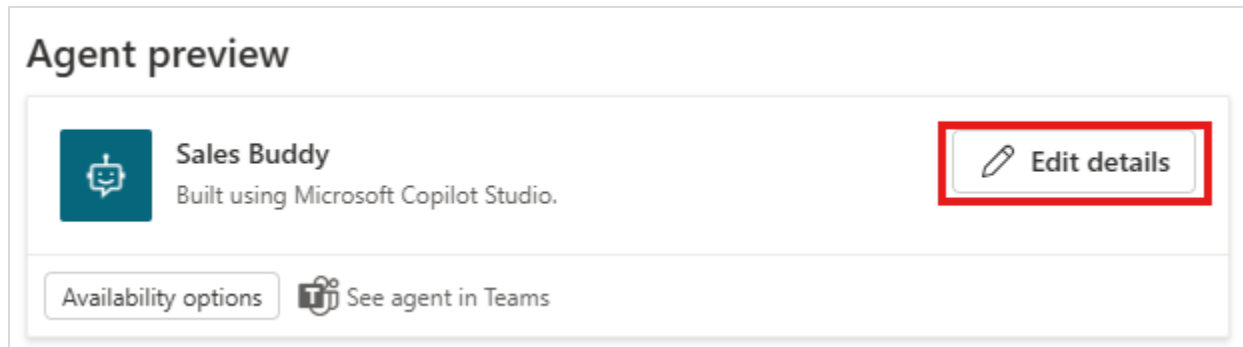 Agent preview
Sales Buddy
Edit details
Built using Microsoft Copilot Studio.
Availability options
See agent in Teams